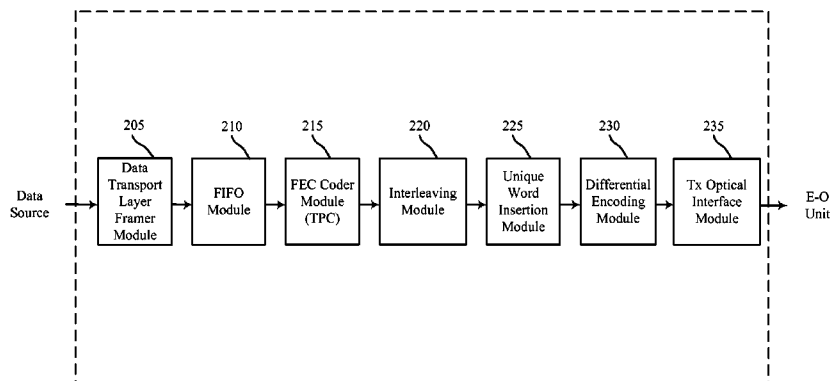 205
210
215
220
225
230
235
Data
Source
Data
Transport
Layer
Framer
Module
FIFO
Module
FEC Coder
Module
(TPC)
Interleaving
Module
Unique
Word
Insertion
Module
Differential
Encoding
Module
Tx Optical
Interface
Module
E-O
Unit